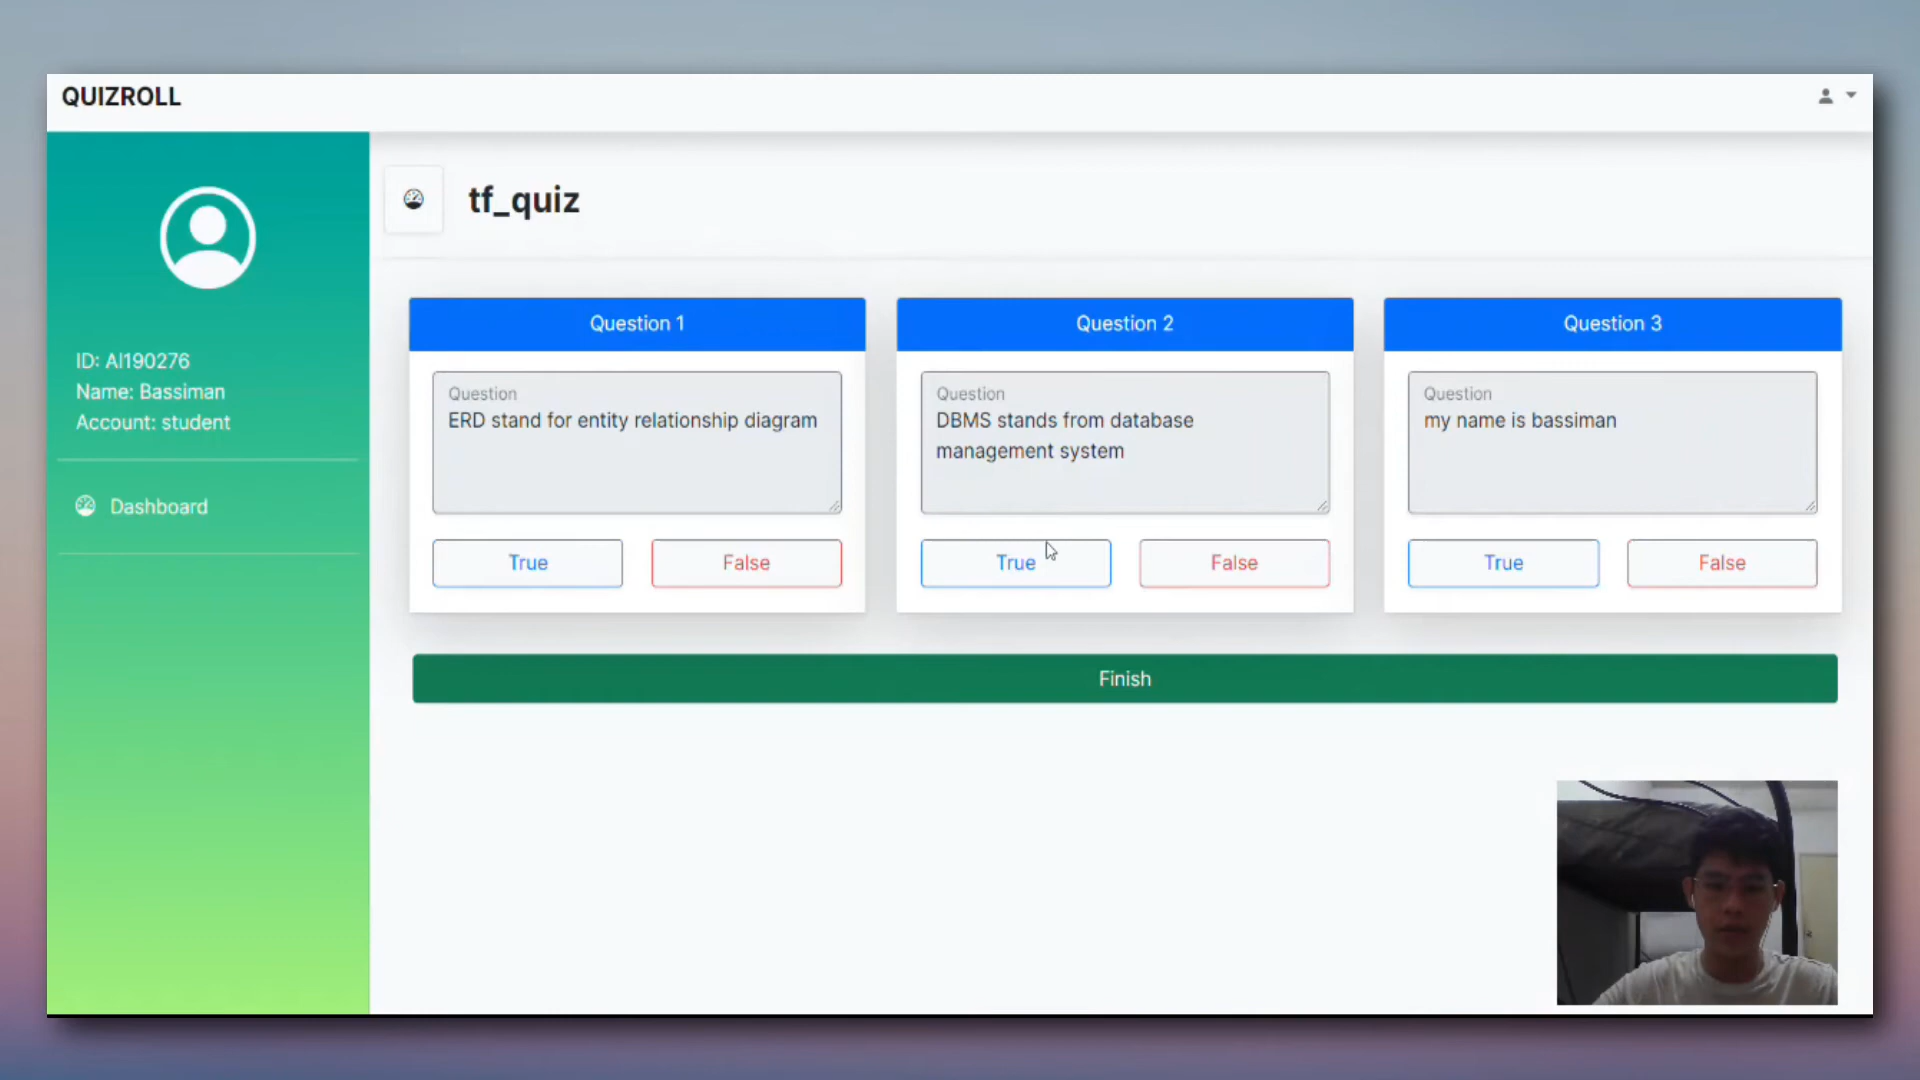 QUIZROLL
tf_quiz
ID: AI190276
Name: Bassiman
Account: student
Dashboard
Question 1
Question
ERD stand for entity relationship diagram
True
False
Question 2
Question
DBMS stands from database
management system
True
False
Question 3
Question
my name is bassiman
True
False
Finish